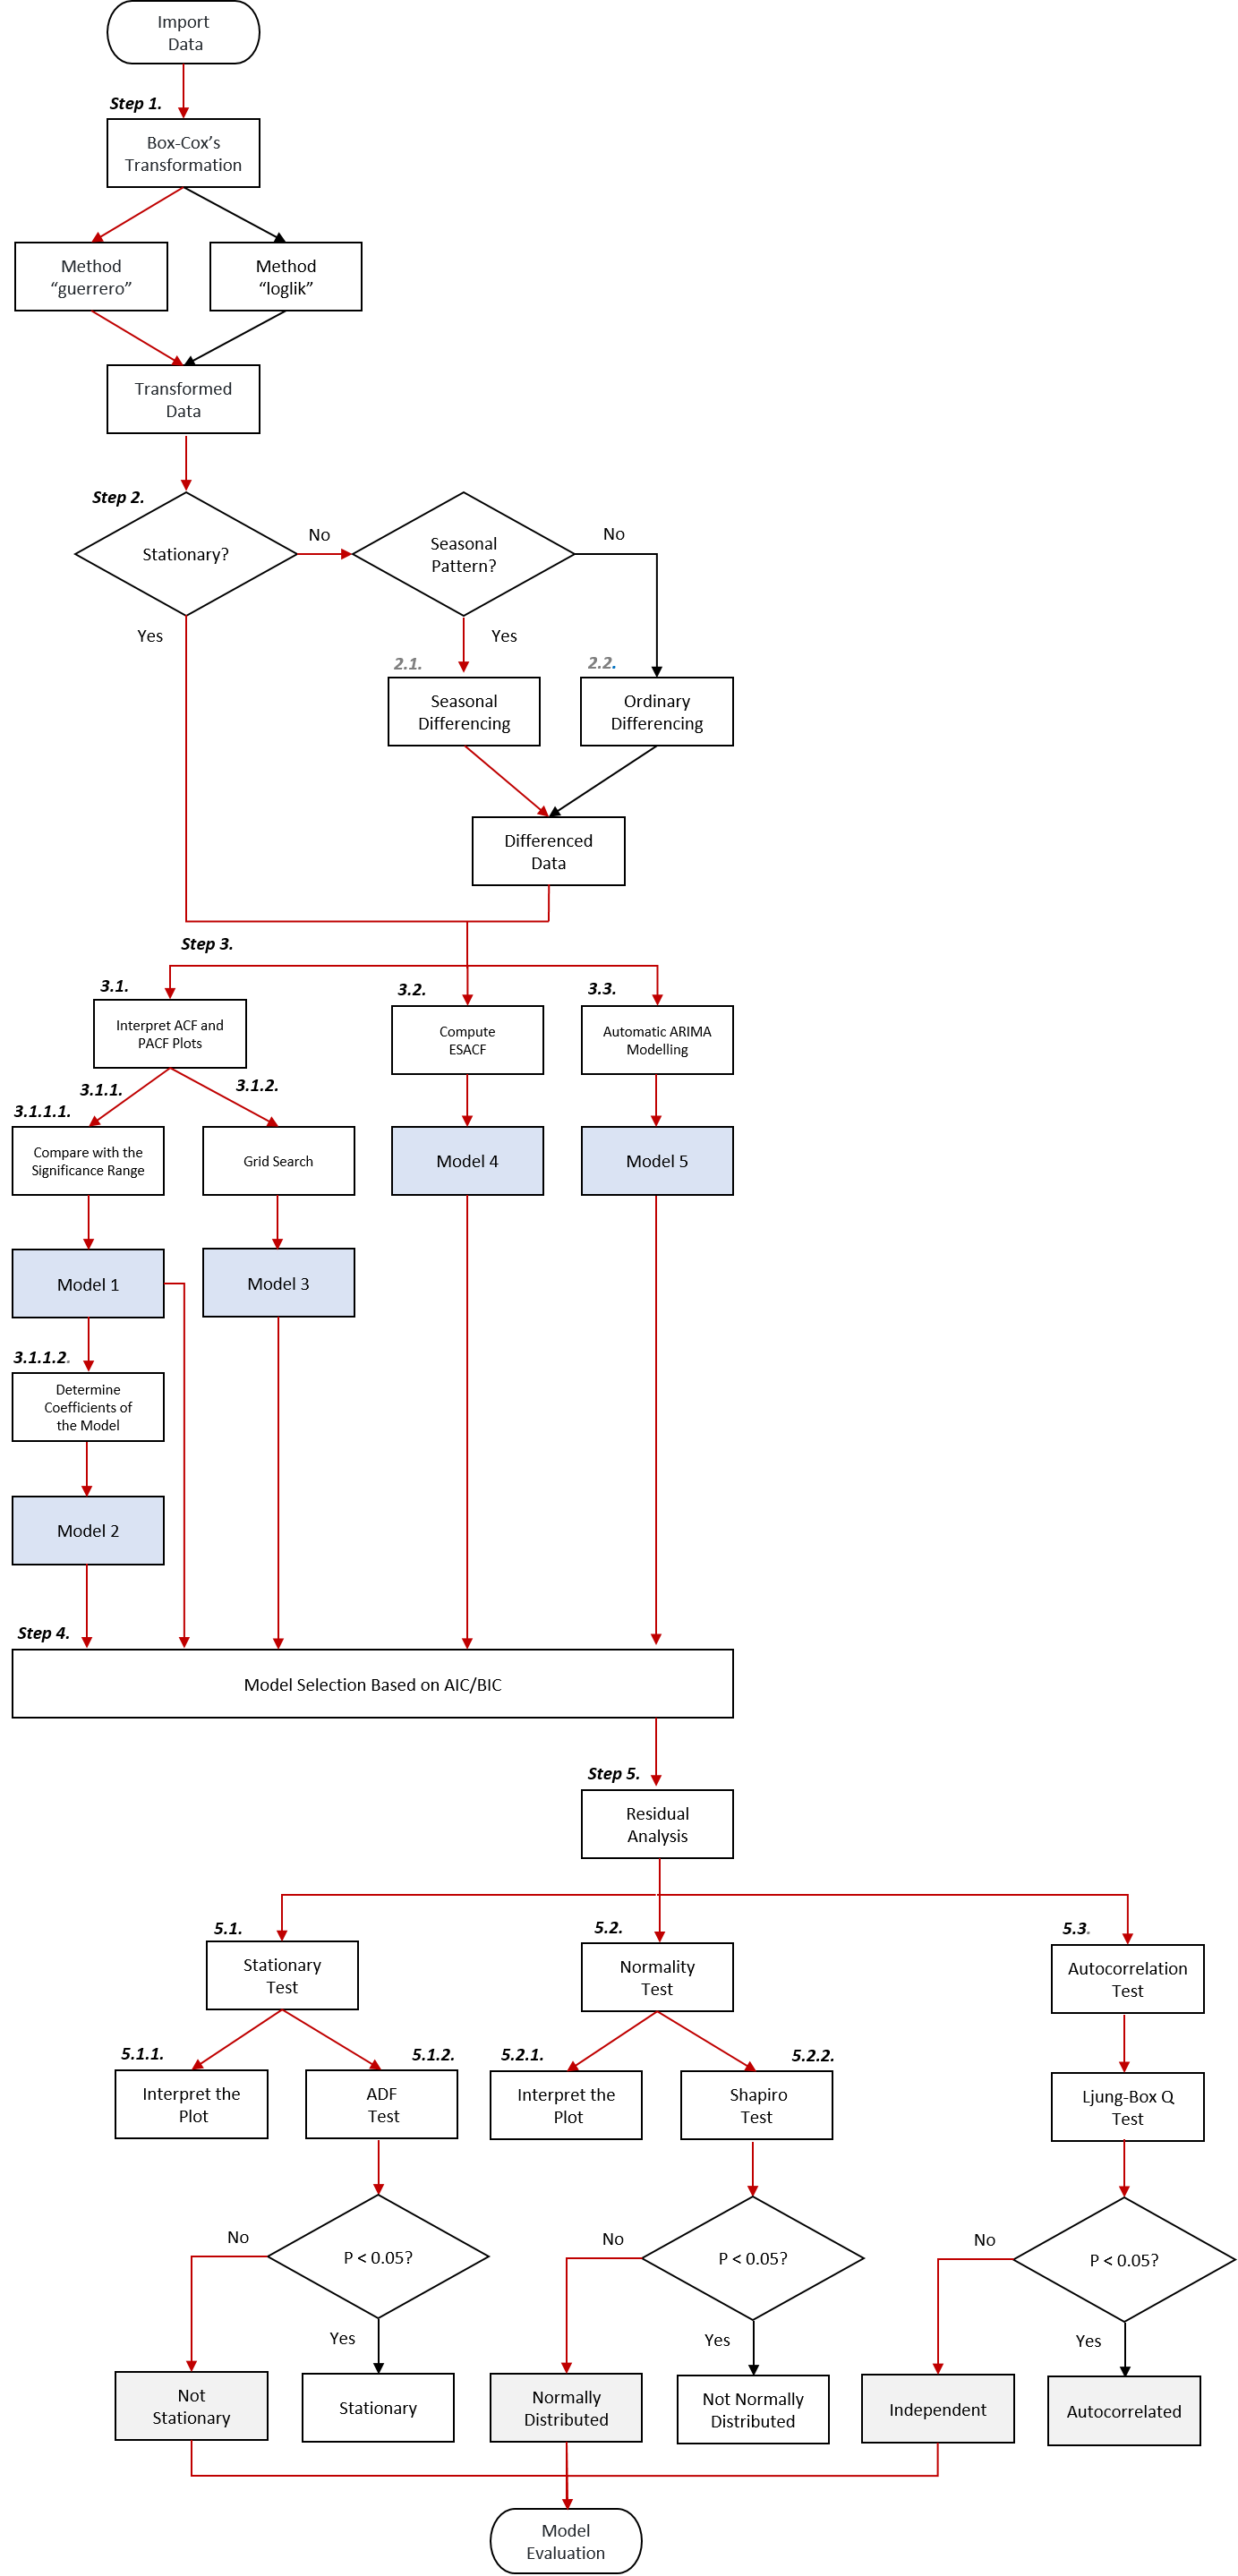 Import
Data
Step 1.
Box-Cox’s
Transformation
Method
“guerrero”
Method
“loglik”
Transformed
Data
Step 2.
Stationary?
No
Seasonal
Pattern?
No
Yes
Yes
2.1.
2.2.
Seasonal
Differencing
Ordinary
Differencing
Differenced
Data
Step 3.
3.1.
3.2.
3.3.
Interpret ACF and
PACF Plots
Compute
ESACF
Automatic ARIMA
Modelling
3.1.1.
3.1.2.
3.1.1.1.
Compare with the
Significance Range
Grid Search
Model 4
Model 5
Model 1
Model 3
3.1.1.2.
Determine
Coefficients of
the Model
Model 2
Step 4.
Model Selection Based on AIC/BIC
Step 5.
Residual
Analysis
5.1.
5.2.
5.3.
Stationary
Test
Normality
Test
Autocorrelation
Test
5.1.1.
5.1.2.
5.2.1.
5.2.2.
Interpret the
Plot
ADF
Test
Interpret the
Plot
Shapiro
Test
Ljung-Box Q
Test
No
P < 0.05?
No
P < 0.05?
No
P < 0.05?
Yes
Yes
Yes
Not
Stationary
Stationary
Normally
Distributed
Not Normally
Distributed
Independent
Autocorrelated
Model
Evaluation